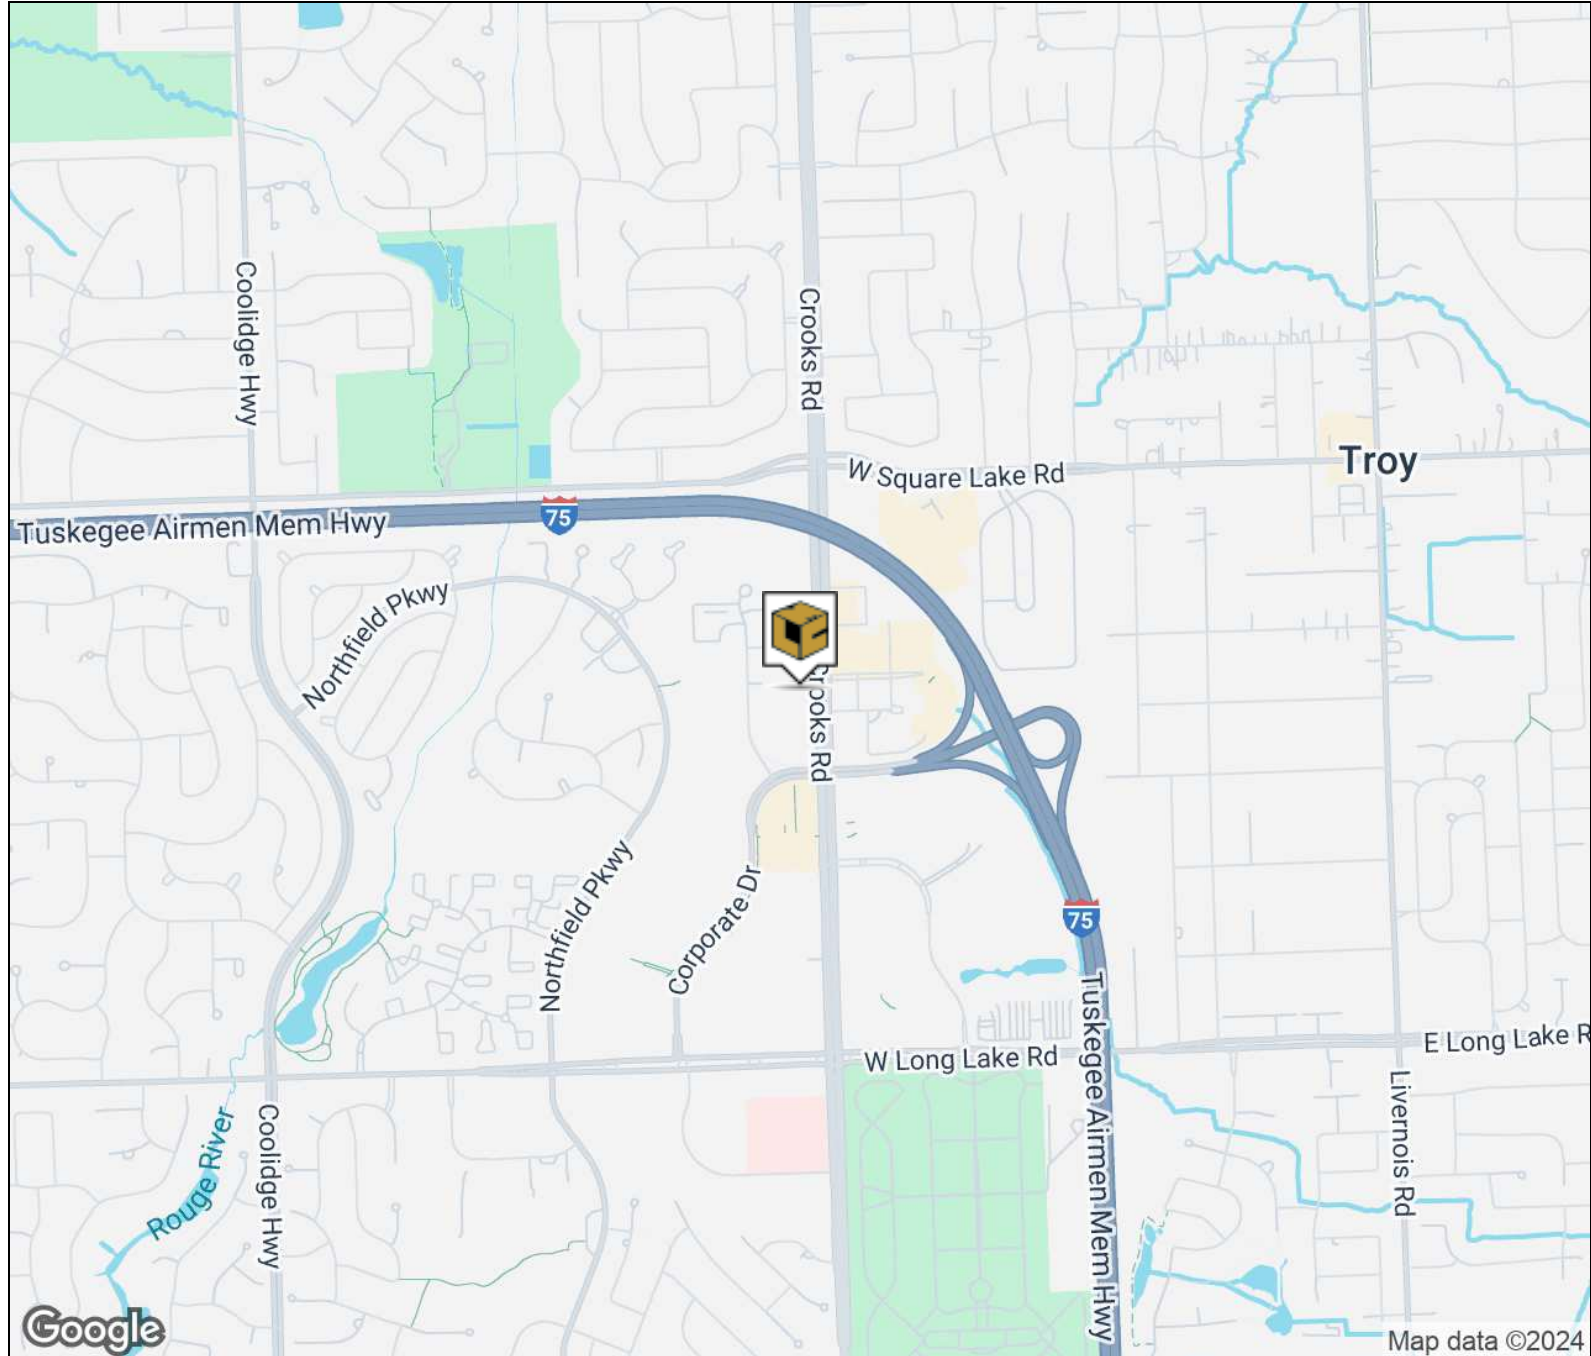 Coolidge Hwy
Crooks Rd
W Square Lake Rd
Troy
Tuskegee Airmen Mem Hwy
75
Northfield Pkwy
Crooks Rd
Northfield Pkwy
Corporate Dr
75
Tuskegee Airmen Mem Hwy
W Long Lake Rd
E Long Lake R
Livernois Rd
Rouge River
Coolidge Hwy
Google
Map data ©2024